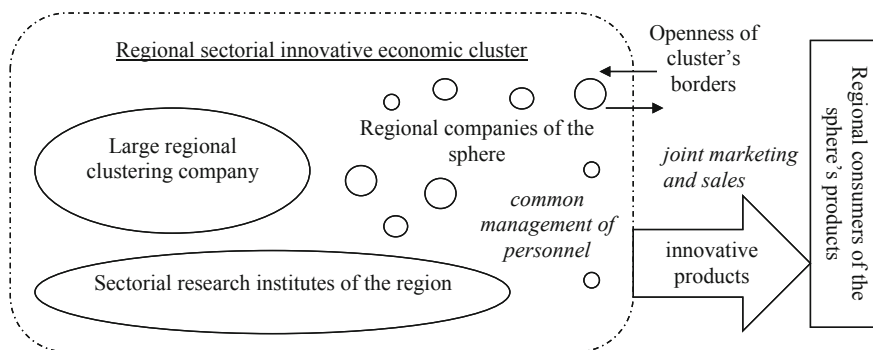 Regional sectorial innovative economic cluster
Openness of
cluster's
borders
Large regional
clustering company
Regional companies of the
sphere
joint marketing
and sales
common
management of
personnel
innovative
products
Sectorial research institutes of the region
Regional consumers of the
sphere's products